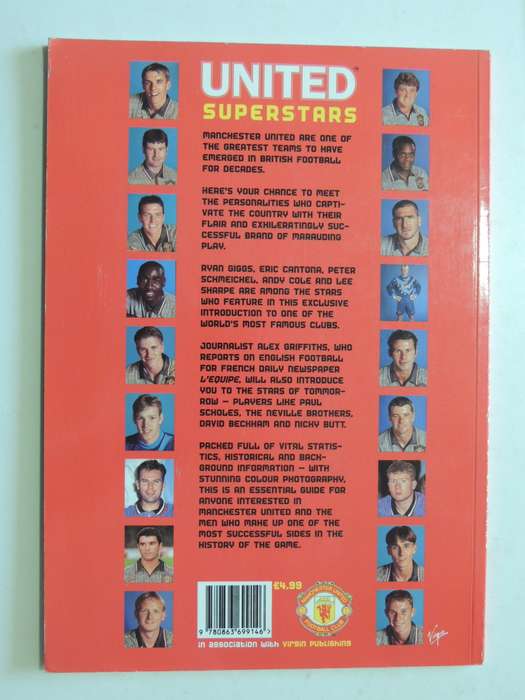 UNITED
SUPERSTARS
MANCHESTER UNITED ARE ONE OF
THE GREATEST TEAMS TO HAVE
EMERGED IN BRITISH FOOTBALL
FOR DECADES.
HERE'S YOUR CHANCE TO MEET
THE PERSONALITIES WHO CAPTI-
VATE THE COUNTRY WITH THEIR
FLAIR AND EXHILERATINGLY SUC-
CESSFUL BRAND OF MARAUDING
PLAY.
RYAN GIGGS, ERIC CANTONA, PETER
SCHMEICHEL, ANDY COLE AND LEE
SHARPE ARE AMONG THE STARS
WHO FEATURE IN THIS EXCLUSIVE
INTRODUCTION TO ONE OF THE
WORLD'S MOST FAMOUS CLUBS.
JOURNALIST ALEX GRIFFITHS, WHO
REPORTS ON ENGLISH FOOTBALL
FOR FRENCH DAILY NEWSPAPER
L'EQUIPE, WILL ALSO INTRODUCE
YOU TO THE STARS OF TOMMOR-
ROW – PLAYERS LIKE PAUL
SCHOLES, THE NEVILLE BROTHERS,
DAVID BECKHAM AND NICKY BUTT.
PACKED FULL OF VITAL STATIS-
TICS, HISTORICAL AND BACK-
GROUND INFORMATION – WITH
STUNNING COLOUR PHOTOGRAPHY,
THIS IS AN ESSENTIAL GUIDE FOR
ANYONE INTERESTED IN
MANCHESTER UNITED AND THE
MEN WHO MAKE UP ONE OF THE
MOST SUCCESSFUL SIDES IN THE
HISTORY OF THE GAME.
£4.99
MANCHESTER UNITED
FOOTBALL CLUB
9 780863 699146 >
in association with Virgin Publishing
Virgin